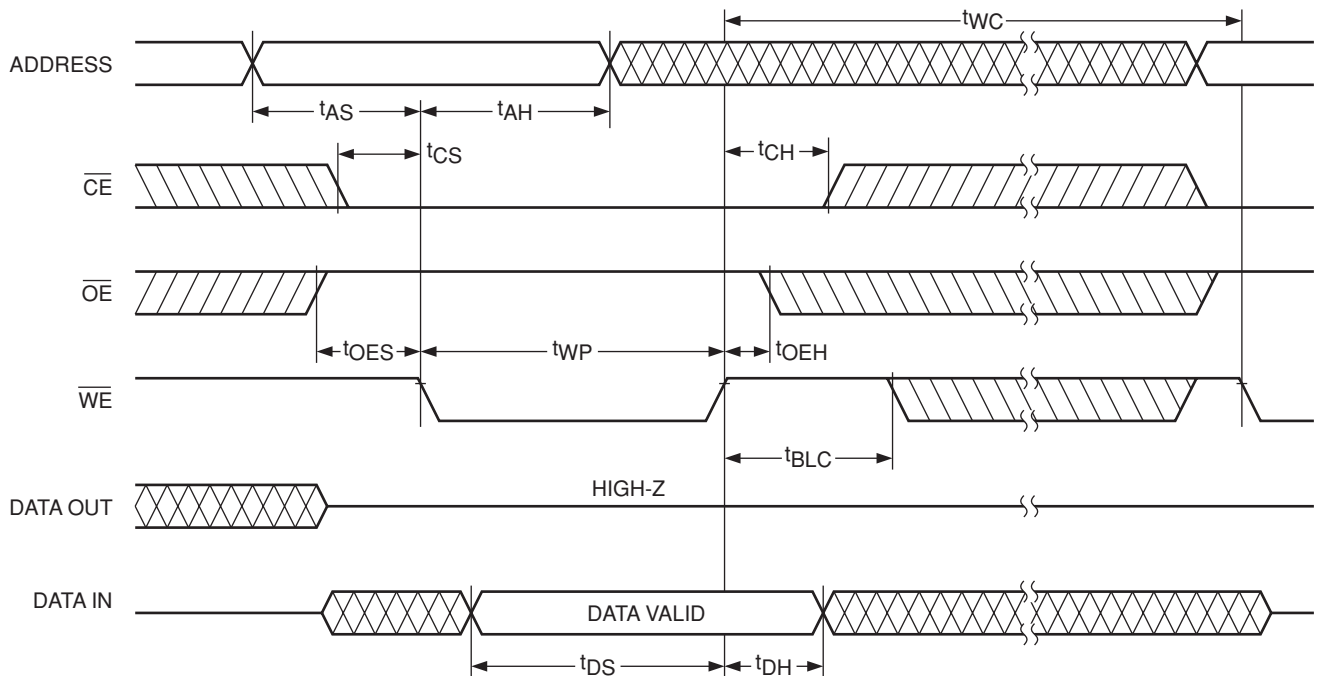 tWC
ADDRESS
tAS
tAH
tCS
tCH
CE
OE
tOES
tWP
tOEH
WE
tBLC
HIGH-Z
DATA OUT
DATA IN
DATA VALID
tDS
tDH